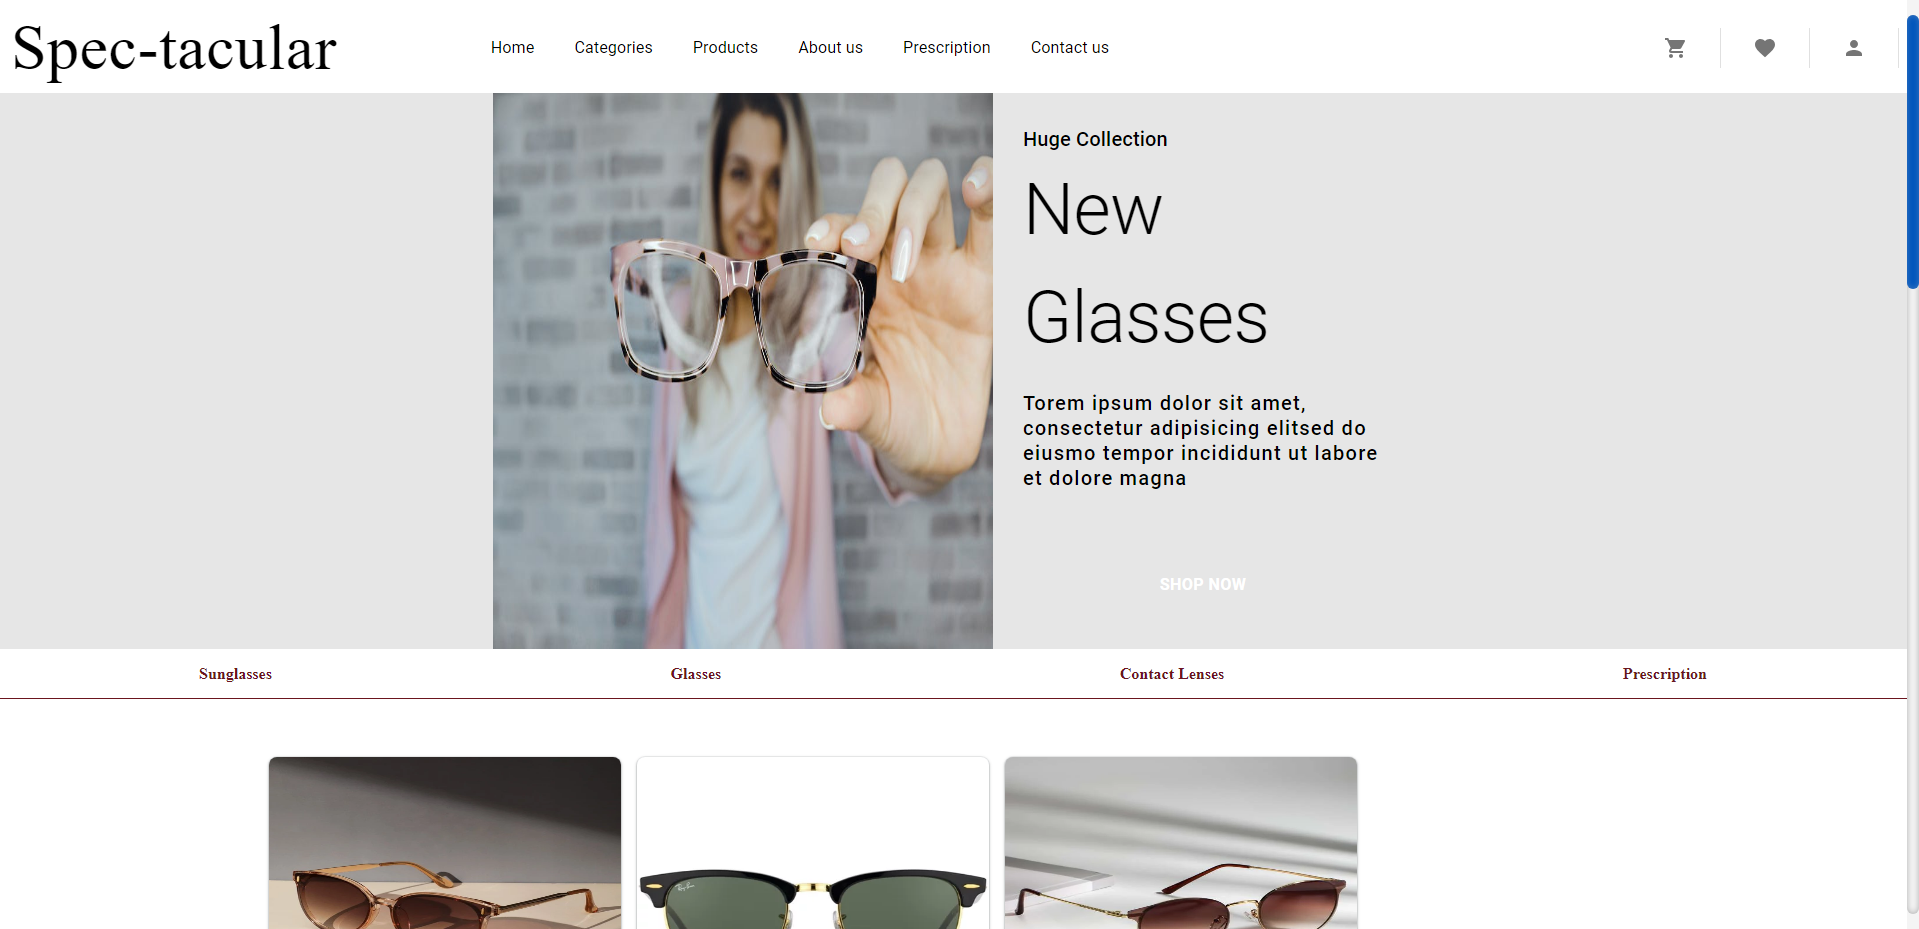 Spec-tacular
Home Categories Products About us Prescription Contact us
Huge Collection
New
Glasses
Torem ipsum dolor sit amet,
consectetur adipisicing elitsed do
eiusmo tempor incididunt ut labore
et dolore magna
SHOP NOW
Sunglasses Glasses Contact Lenses Prescription
Ray-Ban